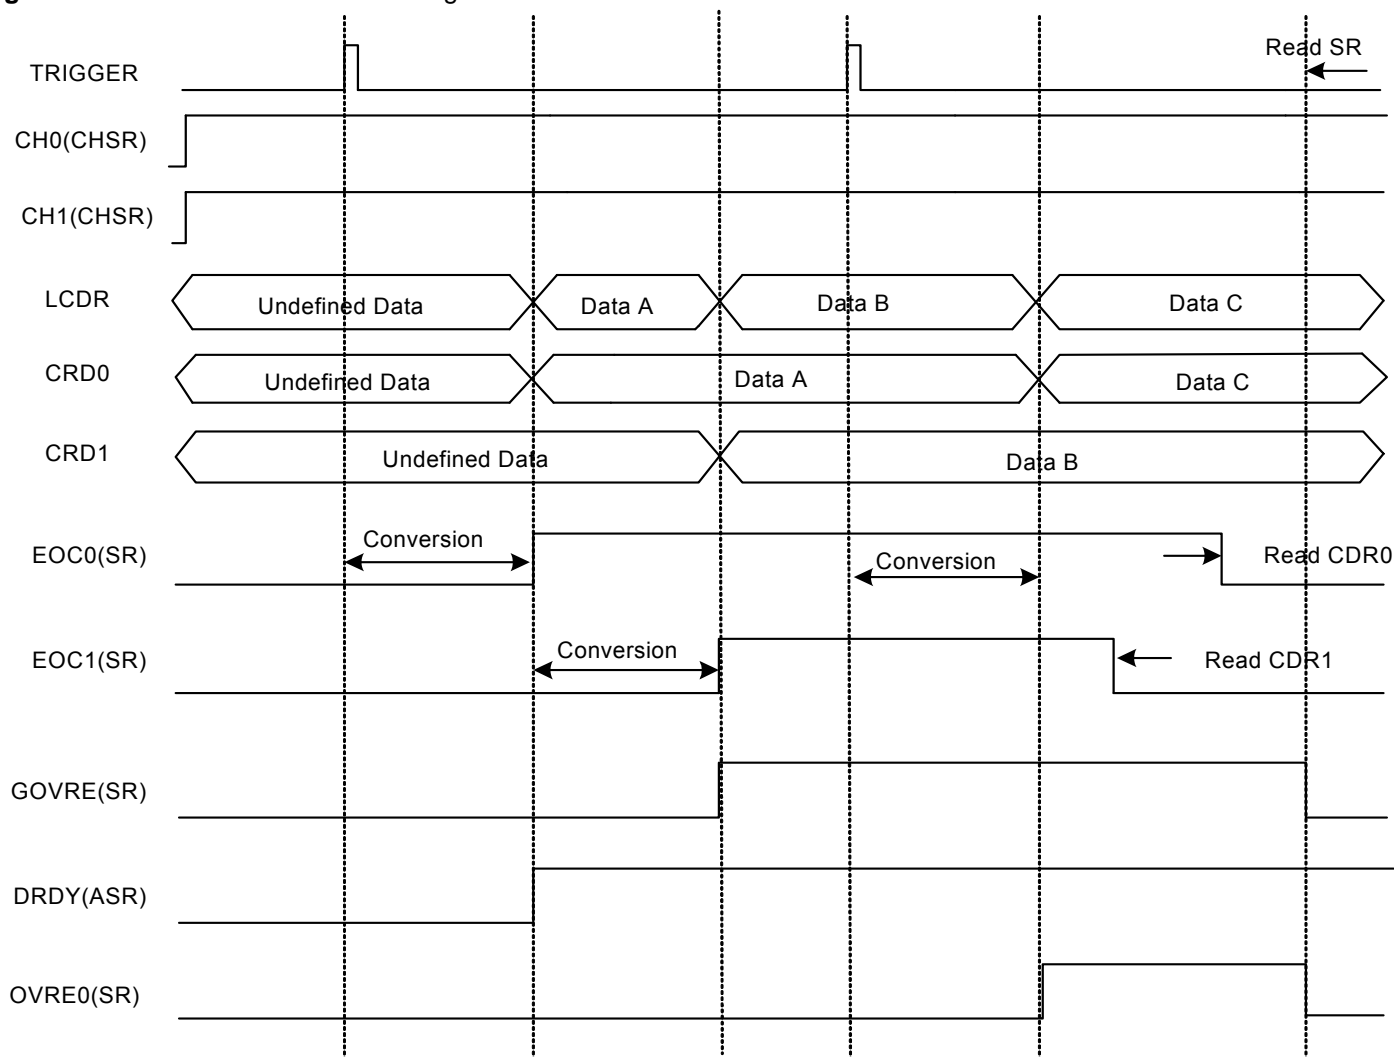 Read SR
TRIGGER
CH0(CHSR)
CH1(CHSR)
LCDR
Undefined Data
Data A
Data B
Data C
CRD0
Undefined Data
Data A
Data C
CRD1
Undefined Data
Data B
EOC0(SR)
Conversion
Conversion
Read CDR0
EOC1(SR)
Conversion
Read CDR1
GOVRE(SR)
DRDY(ASR)
OVRE0(SR)